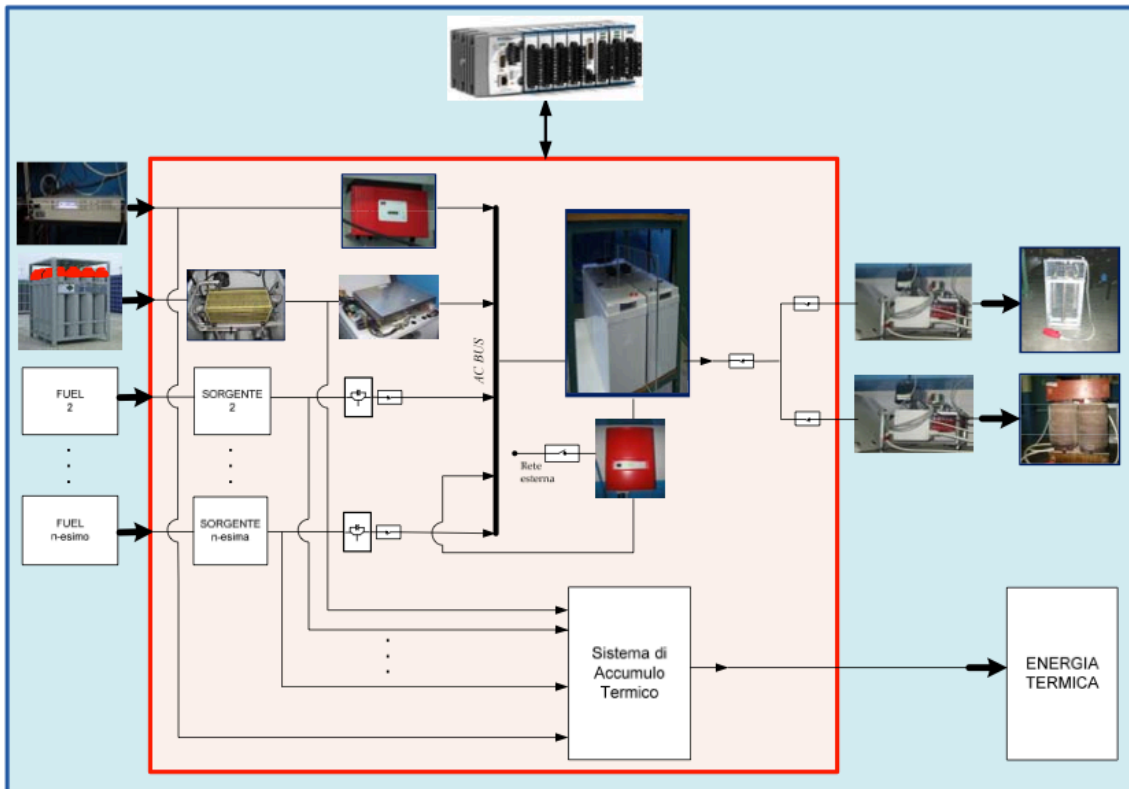 FUEL
2
SORGENTE
2
AC BUS
Rete
esterna
FUEL
n-esimo
SORGENTE
n-esima
Sistema di
Accumulo
Termico
ENERGIA
TERMICA